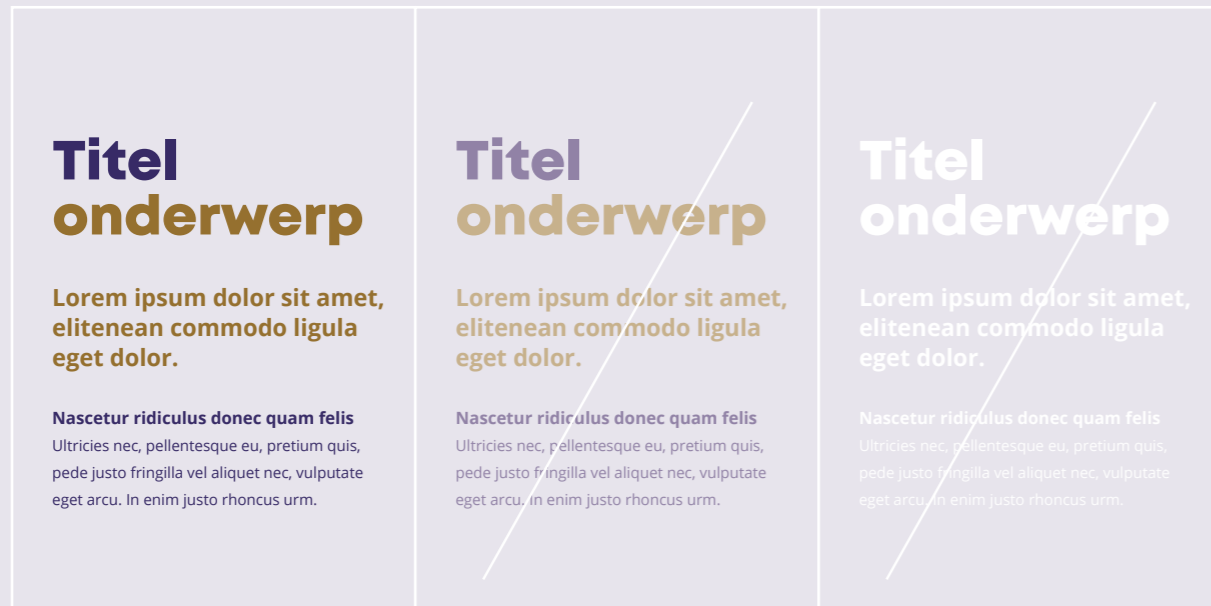 Titel
onderwerp
Lorem ipsum dolor sit amet,
elitenean commodo ligula
eget dolor.
Nascetur ridiculus donec quam felis
Ultricies nec, pellentesque eu, pretium quis,
pede justo fringilla vel aliquet nec, vulputate
eget arcu. In enim justo rhoncus urm.
Titel
onderwerp
Lorem ipsum dolor sit amet,
elitenean commodo ligula
eget dolor.
Nascetur ridiculus donec quam felis
Ultricies nec, pellentesque eu, pretium quis,
pede justo fringilla vel aliquet nec, vulputate
eget arcu. In enim justo rhoncus urm.
Titel
onderwerp
Lorem ipsum dolor sit amet,
elitenean commodo ligula
eget dolor.
Nascetur ridiculus donec quam felis
Ultricies nec, pellentesque eu, pretium quis,
pede justo fringilla vel aliquet nec, vulputate
eget arcu. In enim justo rhoncus urm.